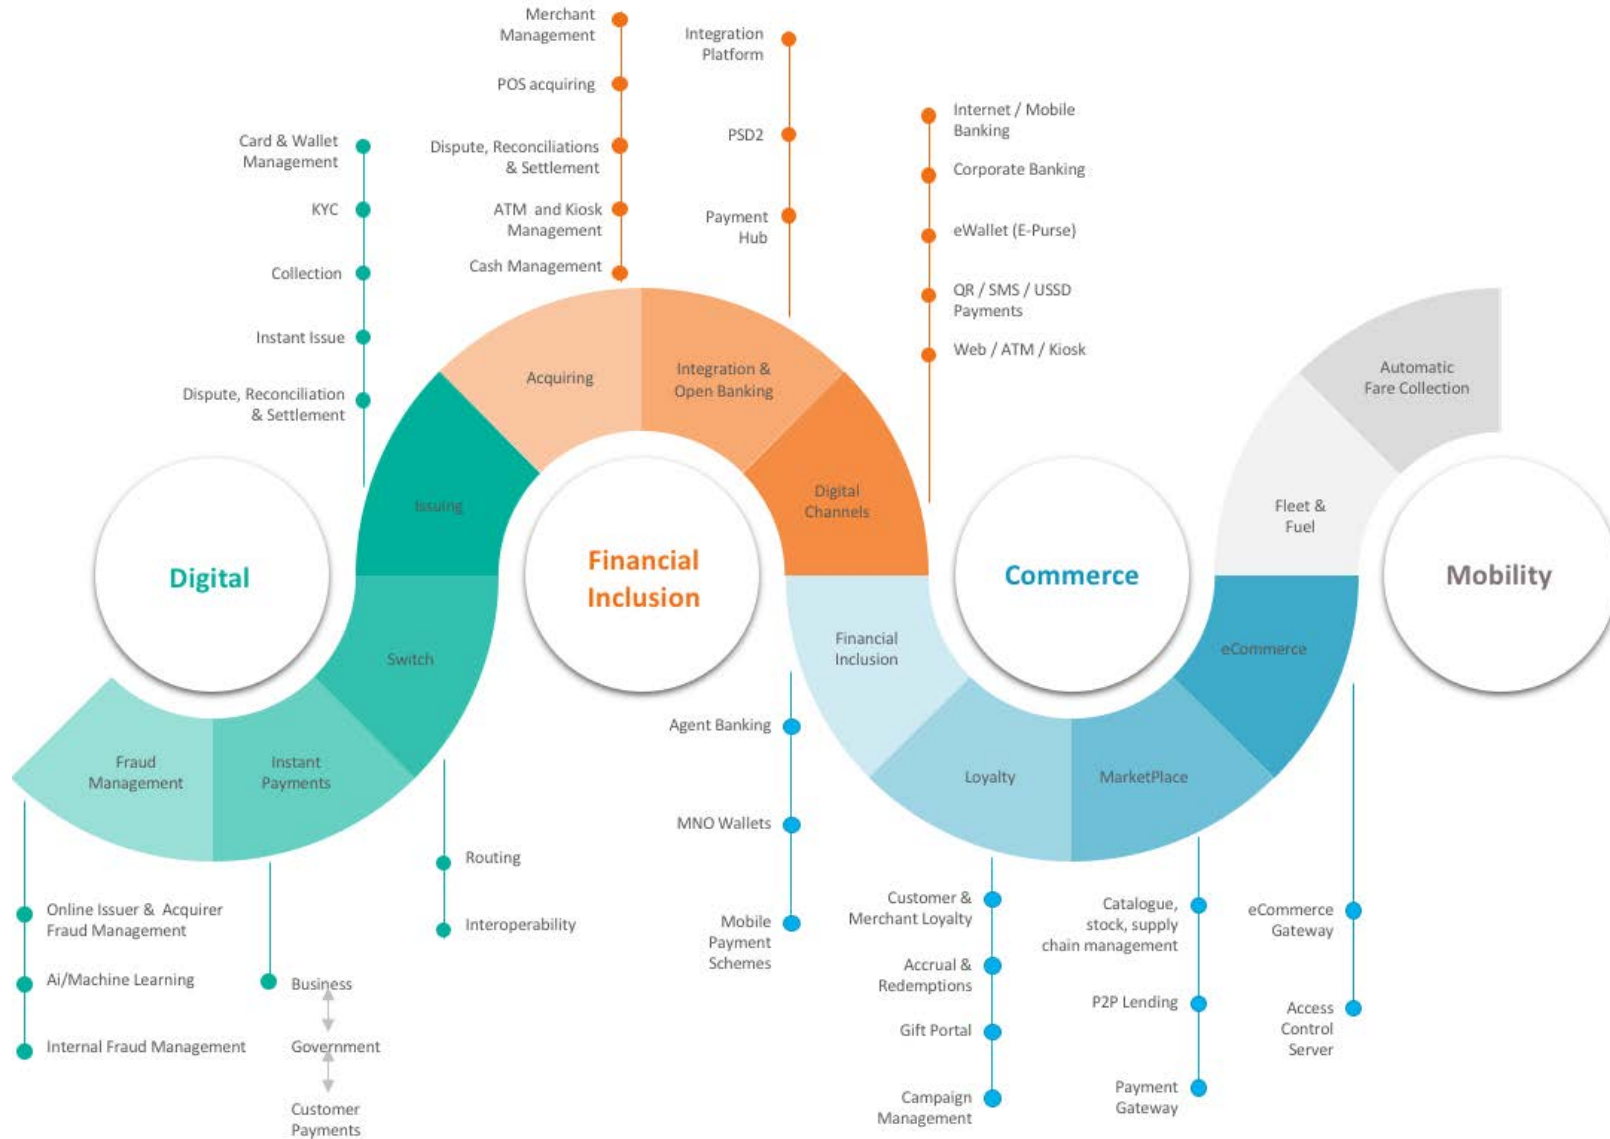 Merchant
Management
POS acquiring
Dispute, Reconciliations
& Settlement
ATM and Kiosk
Management
Cash Management
Integration
Platform
PSD2
Payment
Hub
Internet / Mobile
Banking
Corporate Banking
eWallet (E-Purse)
QR / SMS / USSD
Payments
Web / ATM / Kiosk
Card & Wallet
Management
KYC
Collection
Instant Issue
Dispute, Reconciliation
& Settlement
Acquiring
Integration &
Open Banking
Automatic
Fare Collection
Issuing
Digital
Channels
Fleet &
Fuel
Digital
Financial
Inclusion
Commerce
Mobility
Switch
Financial
Inclusion
eCommerce
Fraud
Management
Instant
Payments
Loyalty
MarketPlace
Online Issuer & Acquirer
Fraud Management
Ai/Machine Learning
Internal Fraud Management
Business
Government
Customer
Payments
Routing
Interoperability
Agent Banking
MNO Wallets
Mobile
Payment
Schemes
Customer &
Merchant Loyalty
Accrual &
Redemptions
Gift Portal
Campaign
Management
Catalogue,
stock, supply
chain management
P2P Lending
Payment
Gateway
eCommerce
Gateway
Access
Control
Server